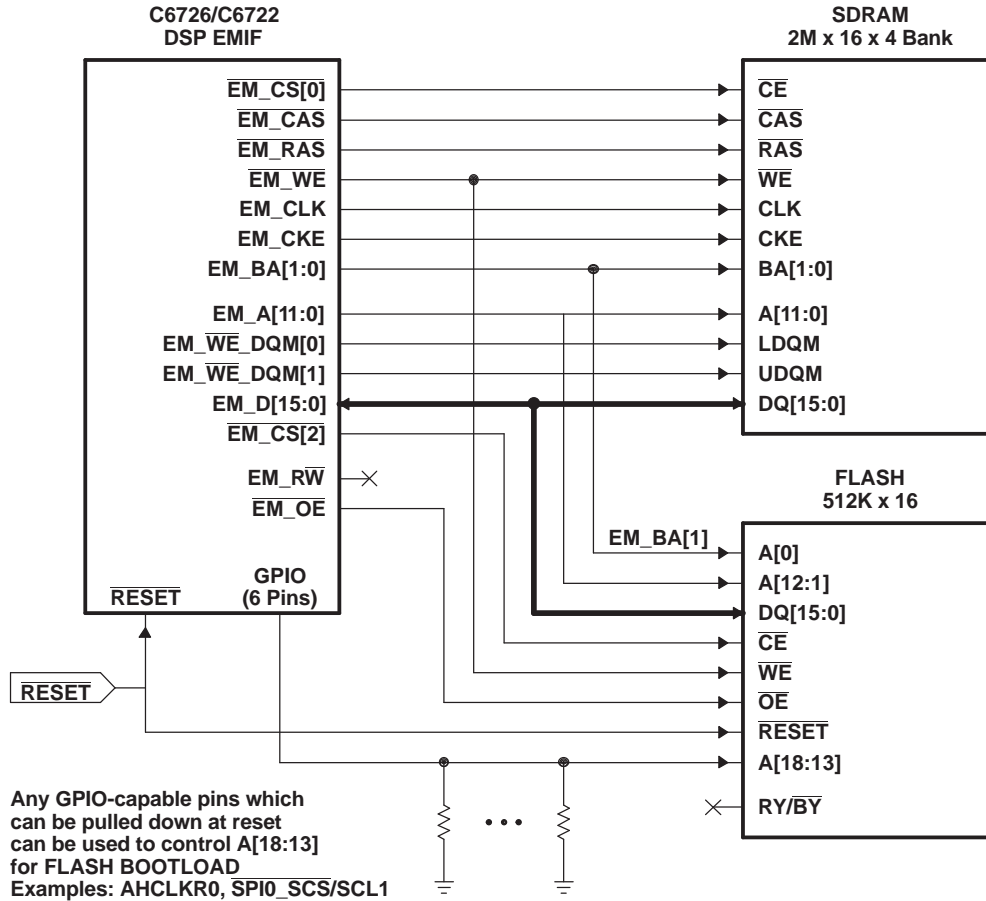 C6726/C6722
DSP EMIF
SDRAM
2M x 16 x 4 Bank
EM_CS[0]
EM_CAS
EM_RAS
EM_WE
EM_CLK
EM_CKE
EM_BA[1:0]
EM_A[11:0]
EM_WE_DQM[0]
EM_WE_DQM[1]
EM_D[15:0]
EM_CS[2]
EM_RW
EM_OE
GPIO
(6 Pins)
RESET
CE
CAS
RAS
WE
CLK
CKE
BA[1:0]
A[11:0]
LDQM
UDQM
DQ[15:0]
FLASH
512K x 16
EM_BA[1]
A[0]
A[12:1]
DQ[15:0]
CE
WE
OE
RESET
A[18:13]
RY/BY
RESET
Any GPIO-capable pins which
can be pulled down at reset
can be used to control A[18:13]
for FLASH BOOTLOAD
Examples: AHCLKR0, SPI0_SCS/SCL1